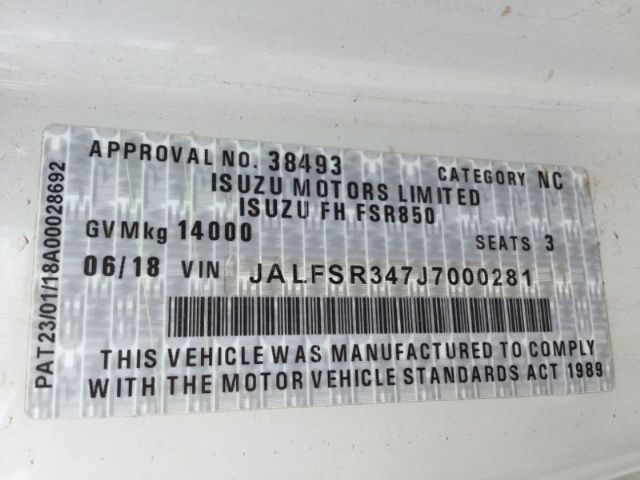 APPROVAL NO. 38493 CATEGORY NC
ISUZU MOTORS LIMITED
ISUZU FH FSR850
GVMkg 14000 SEATS 3
06/18 VIN JALFSR347J7000281
THIS VEHICLE WAS MANUFACTURED TO COMPLY
WITH THE MOTOR VEHICLE STANDARDS ACT 1989
PAT23/01/18A00028692